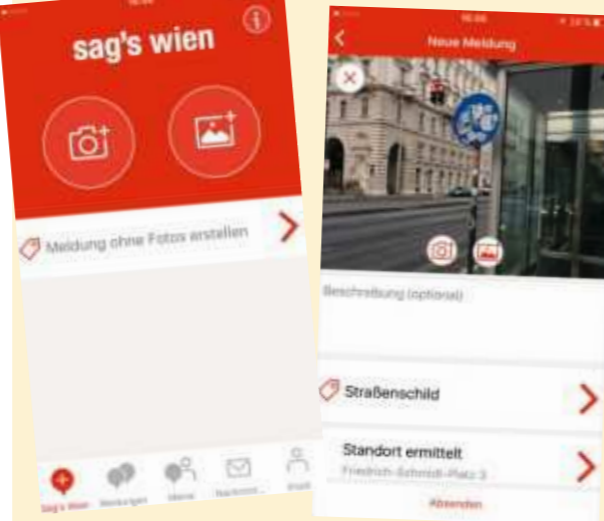 sag's wien
Meldung ohne Fotos erstellen
Sag's Wien
Meldungen
Meine
Neue Meldung
Beschreibung (optional)
Straßenschild
Standort ermittelt
Friedrich-Schmidt-Platz 3
Absenden